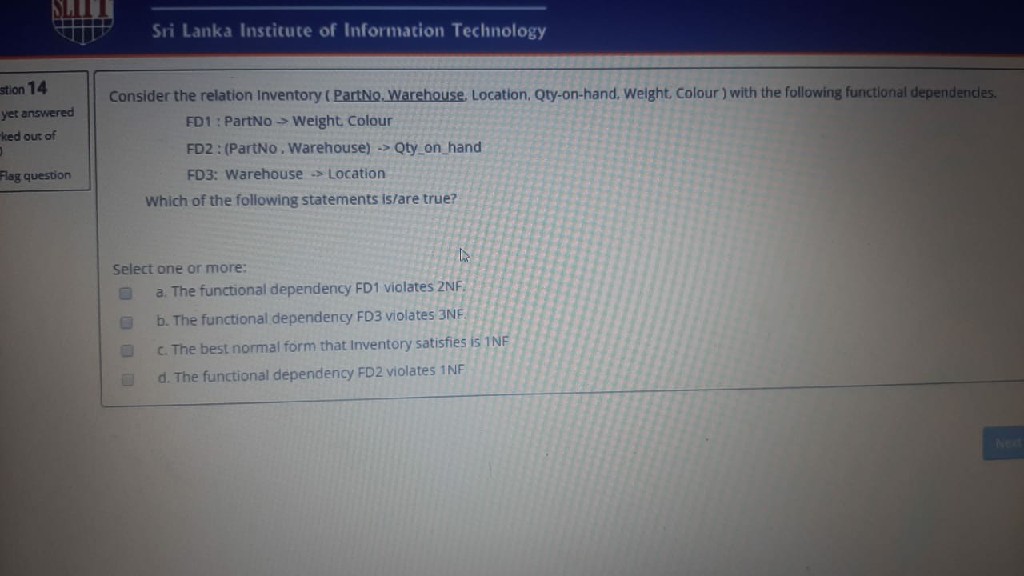 SLIIT
Sri Lanka Institute of Information Technology
stion 14
yet answered
ked out of
Flag question
Consider the relation Inventory ( PartNo, Warehouse, Location, Qty-on-hand, Weight, Colour ) with the following functional dependencies.
FD1 : PartNo -> Weight, Colour
FD2 : (PartNo , Warehouse) -> Qty_on_hand
FD3: Warehouse -> Location
Which of the following statements is/are true?
Select one or more:
a. The functional dependency FD1 violates 2NF.
b. The functional dependency FD3 violates 3NF.
c. The best normal form that Inventory satisfies is 1NF
d. The functional dependency FD2 violates 1NF
Next